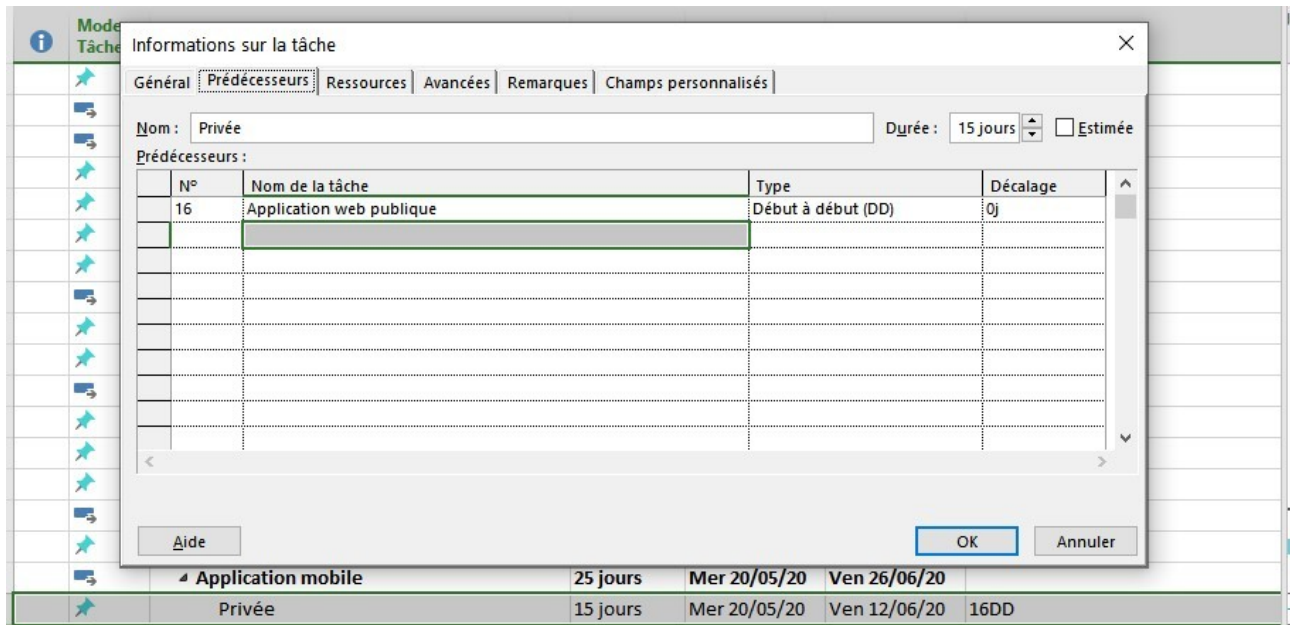 Mode
Tâche
Informations sur la tâche
Général Prédécesseurs Ressources Avancées Remarques Champs personnalisés
Nom : Privée Durée : 15 jours Estimée
Prédécesseurs :
N° Nom de la tâche Type Décalage
16 Application web publique Début à début (DD) 0j
Aide OK Annuler
Application mobile 25 jours Mer 20/05/20 Ven 26/06/20
Privée 15 jours Mer 20/05/20 Ven 12/06/20 16DD